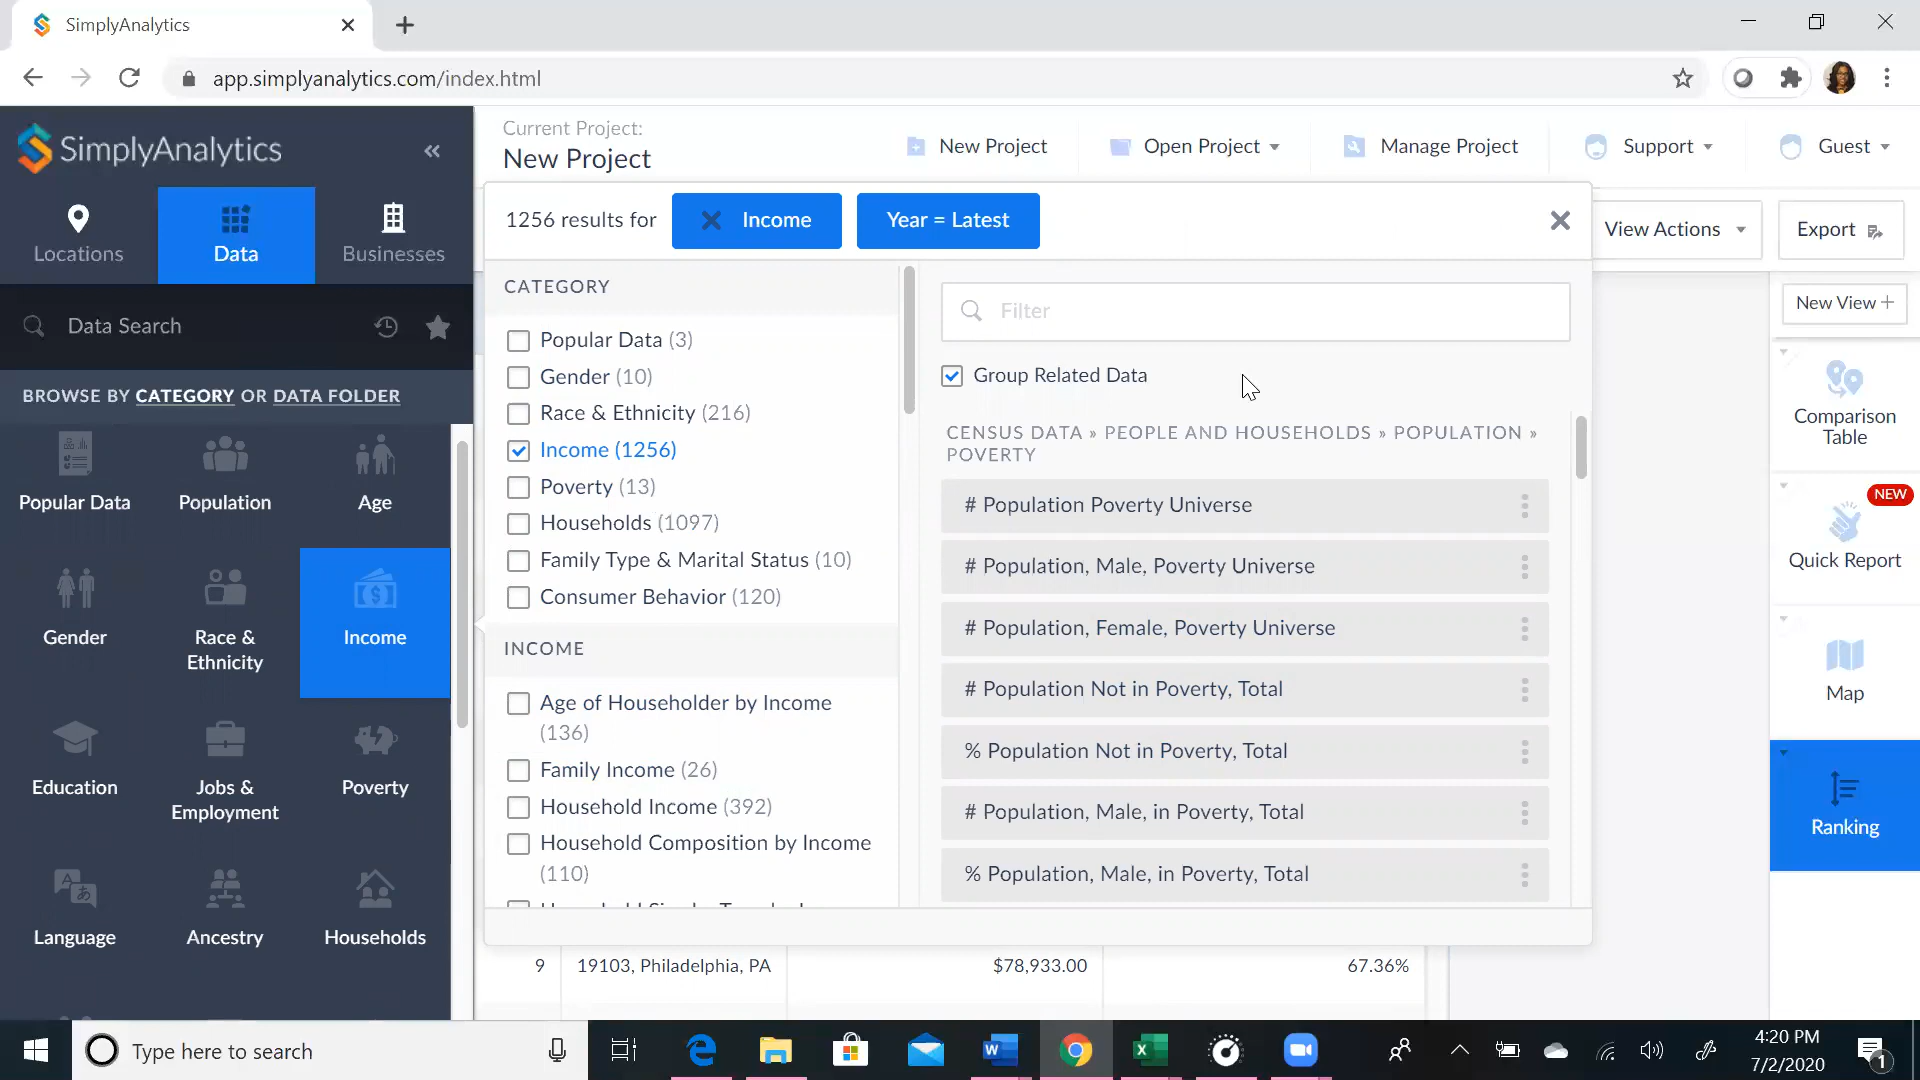 SimplyAnalytics
app.simplyanalytics.com/index.html
SimplyAnalytics
Current Project:
New Project
New Project
Open Project
Manage Project
Support
Guest
Locations
Data
Businesses
1256 results for
Income
Year = Latest
View Actions
Export
Data Search
BROWSE BY CATEGORY OR DATA FOLDER
Popular Data
Population
Age
Gender
Race &
Ethnicity
Income
Education
Jobs &
Employment
Poverty
Language
Ancestry
Households
CATEGORY
Popular Data (3)
Gender (10)
Race & Ethnicity (216)
Income (1256)
Poverty (13)
Households (1097)
Family Type & Marital Status (10)
Consumer Behavior (120)
INCOME
Age of Householder by Income
(136)
Family Income (26)
Household Income (392)
Household Composition by Income
(110)
Filter
Group Related Data
CENSUS DATA » PEOPLE AND HOUSEHOLDS » POPULATION »
POVERTY
# Population Poverty Universe
# Population, Male, Poverty Universe
# Population, Female, Poverty Universe
# Population Not in Poverty, Total
% Population Not in Poverty, Total
# Population, Male, in Poverty, Total
% Population, Male, in Poverty, Total
9 19103, Philadelphia, PA $78,933.00 67.36%
New View +
Comparison
Table
NEW
Quick Report
Map
Ranking
Type here to search
4:20 PM
7/2/2020
1